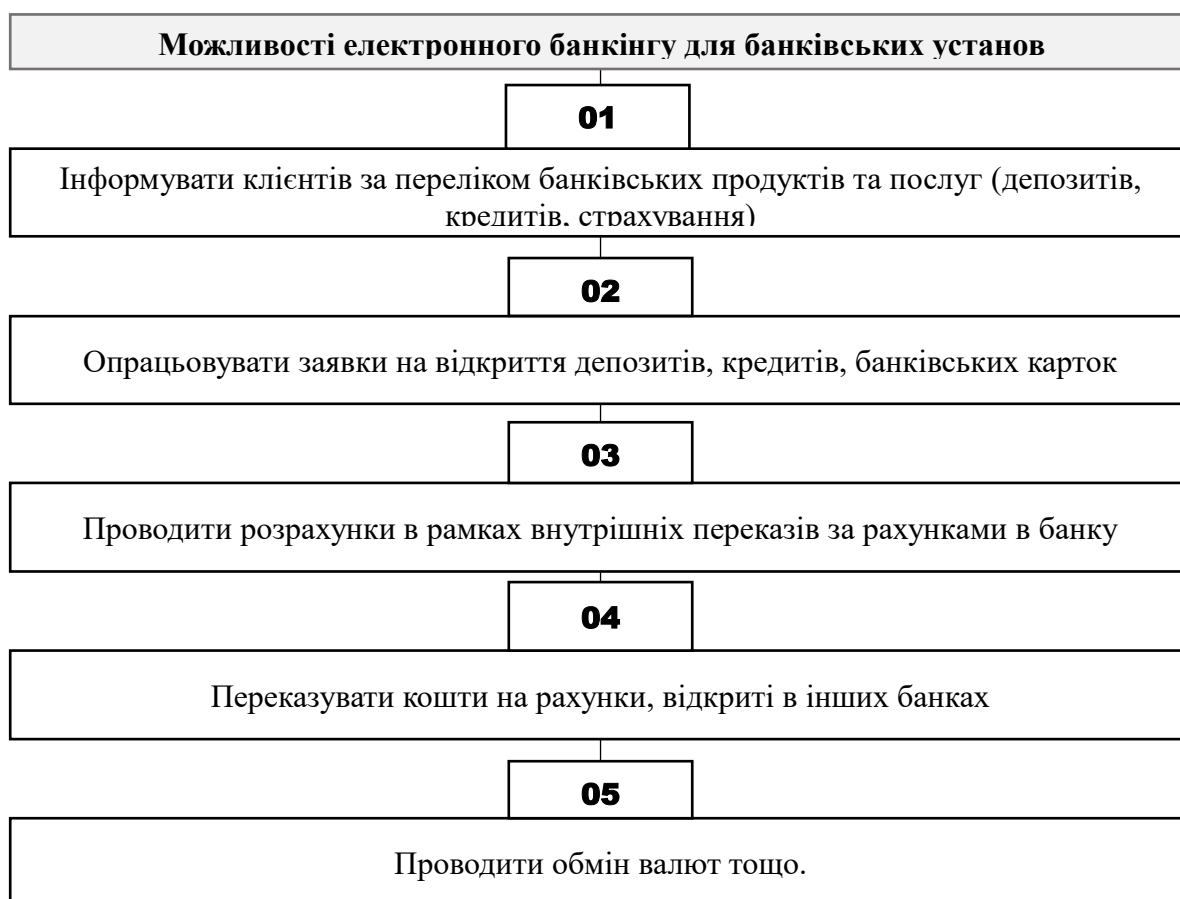 Можливості електронного банкінгу для банківських установ
01
Інформувати клієнтів за переліком банківських продуктів та послуг (депозитів,
кредитів, страхування)
02
Опрацьовувати заявки на відкриття депозитів, кредитів, банківських карток
03
Проводити розрахунки в рамках внутрішніх переказів за рахунками в банку
04
Переказувати кошти на рахунки, відкриті в інших банках
05
Проводити обмін валют тощо.